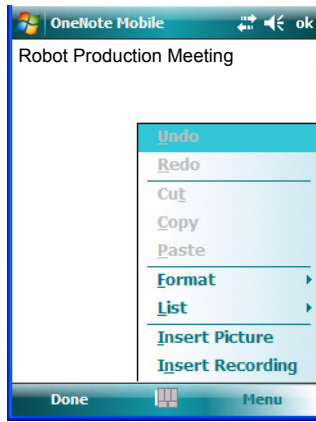 OneNote Mobile ok
Robot Production Meeting
Undo
Redo
Cut
Copy
Paste
Format
List
Insert Picture
Insert Recording
Done Menu